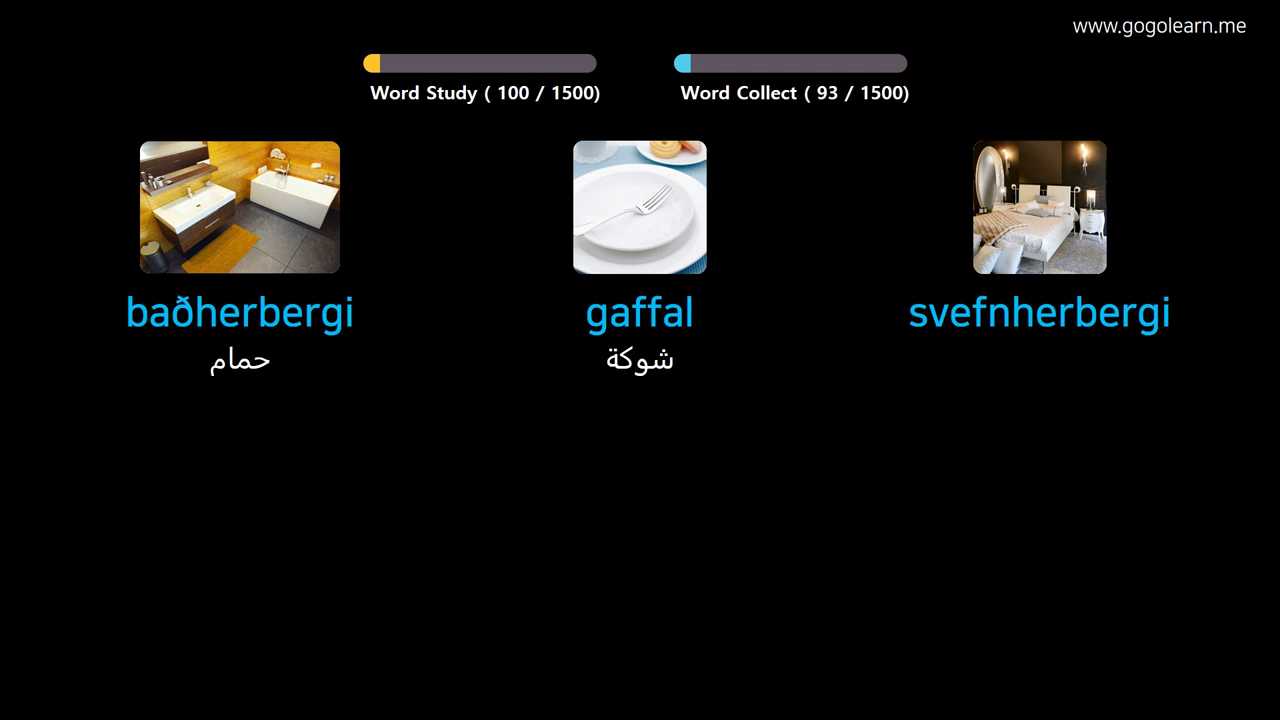 www.gogolearn.me
Word Study ( 100 / 1500)
Word Collect ( 93 / 1500)
baðherbergi
gaffal
svefnherbergi
حمام
شوكة